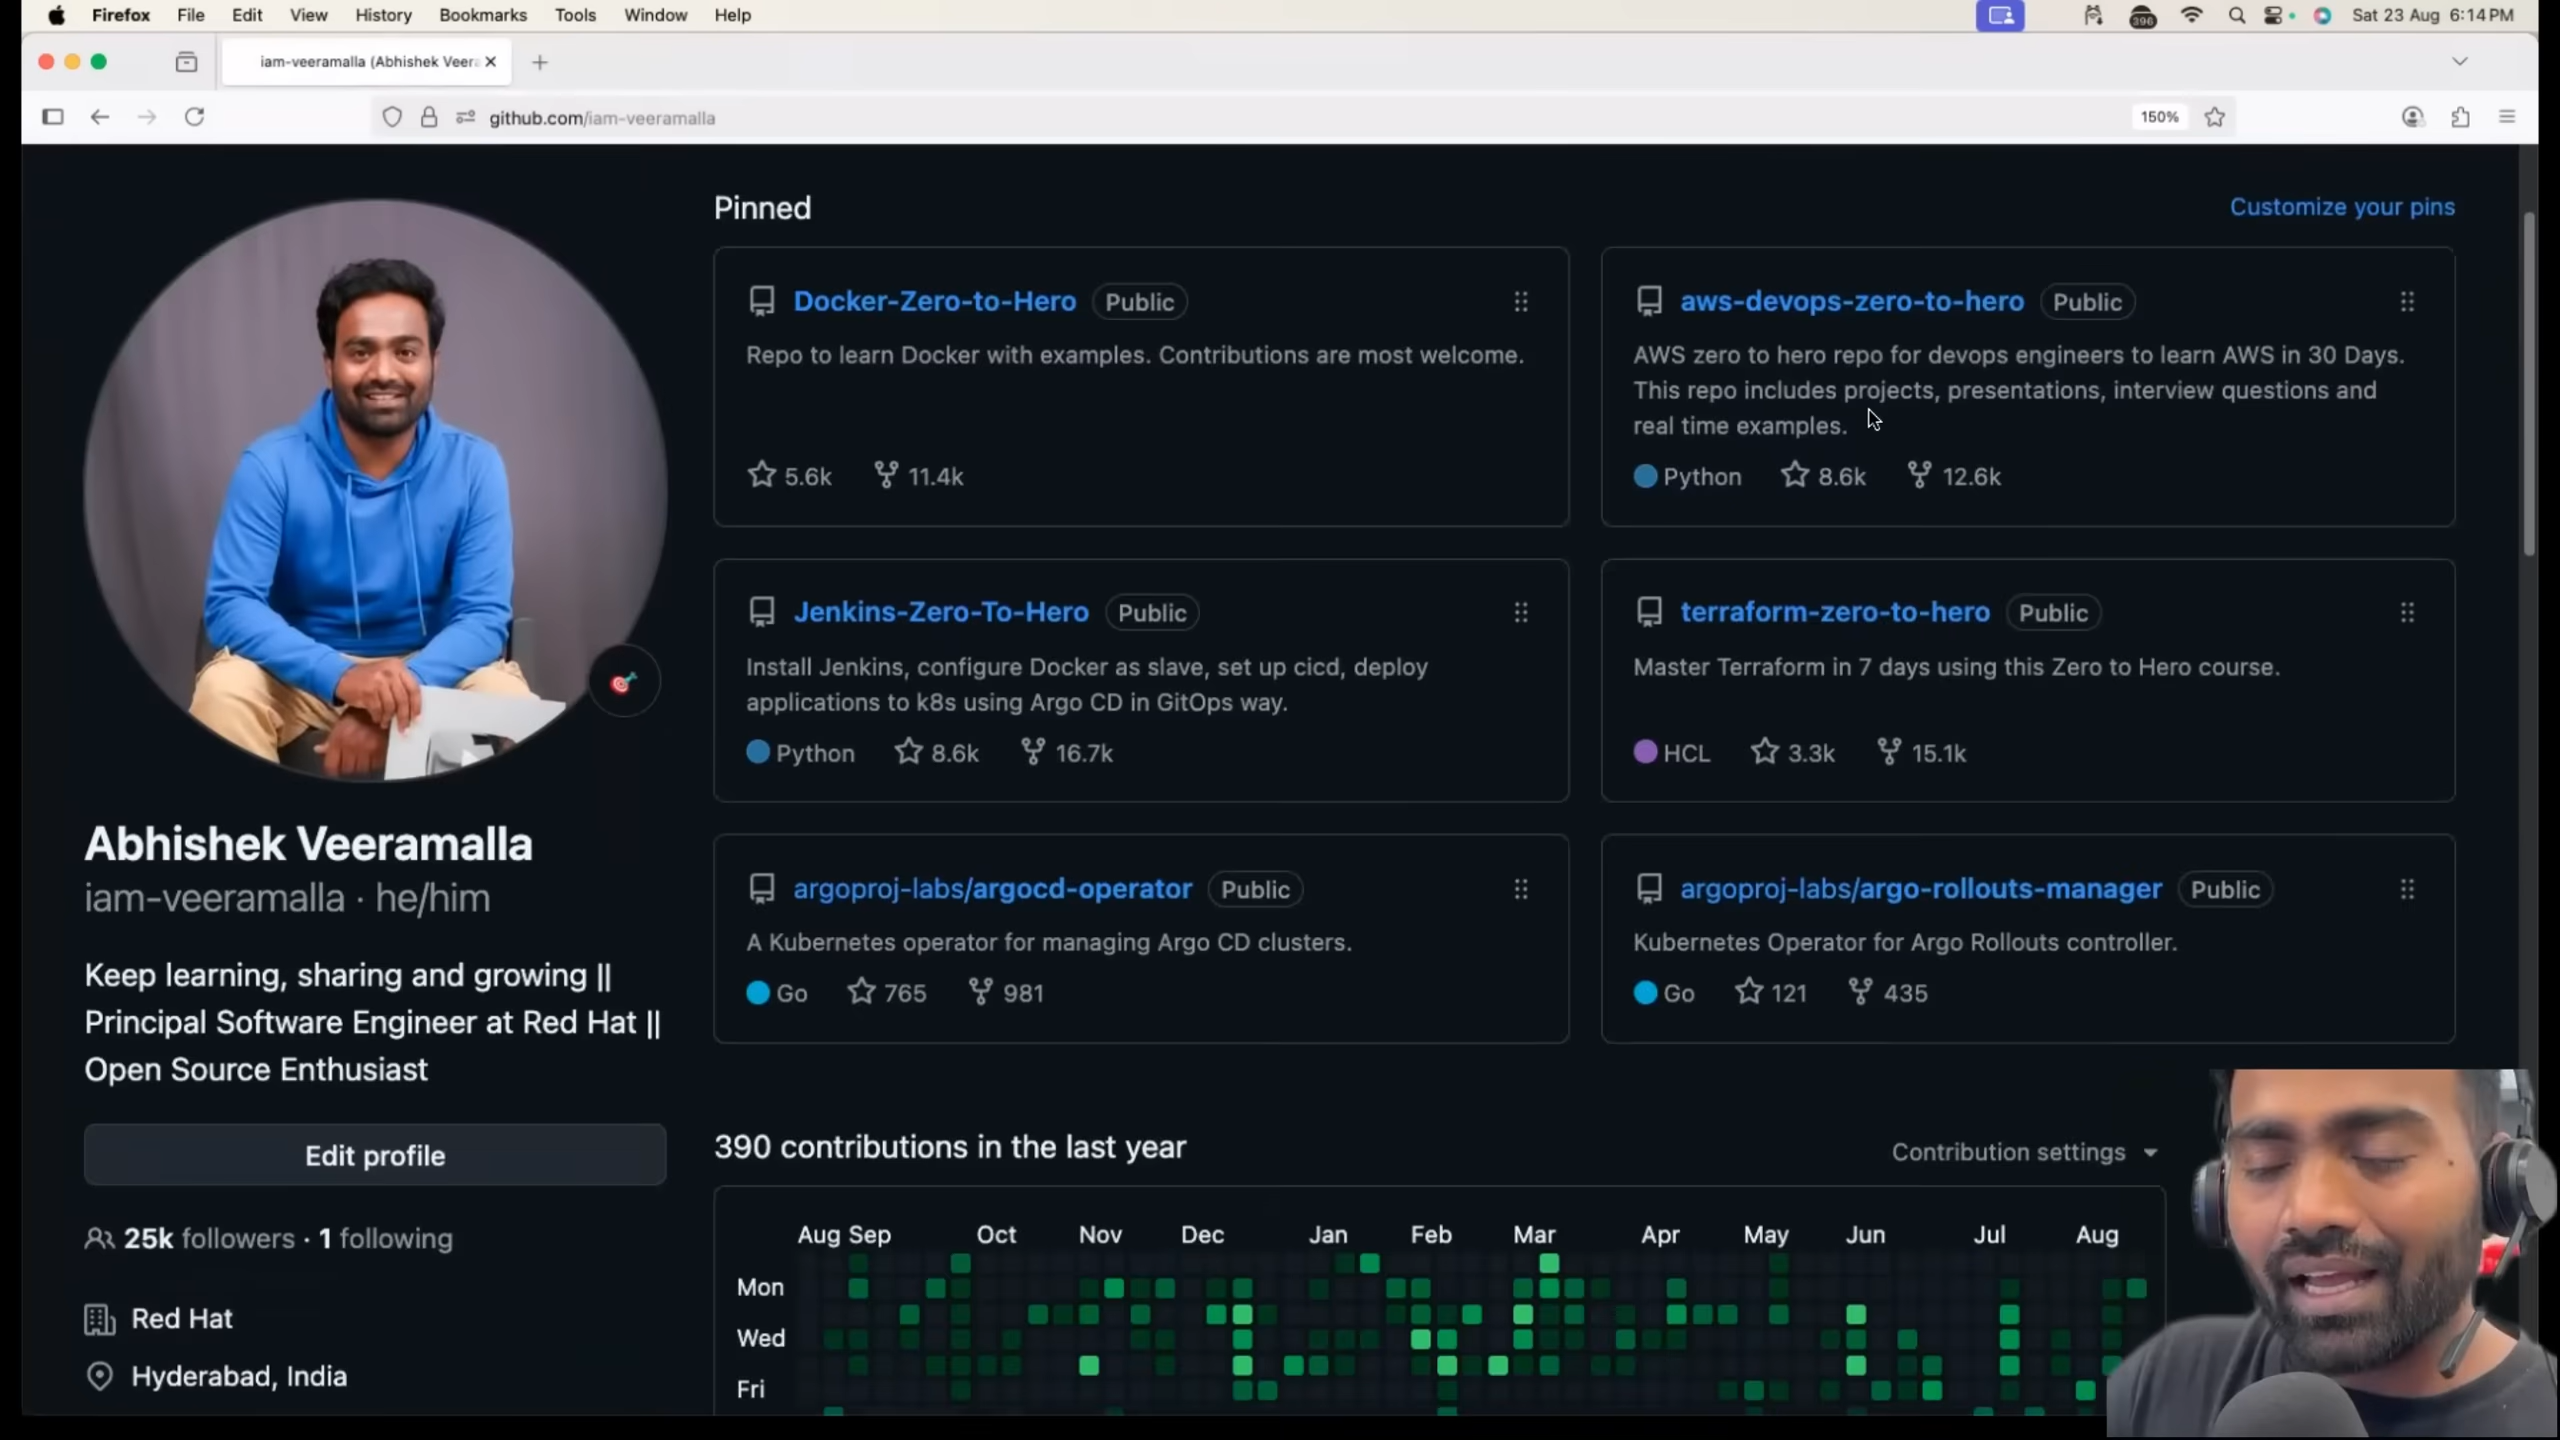 Firefox File Edit View History Bookmarks Tools Window Help
396
Sat 23 Aug 6:14 PM
iam-veeramalla (Abhishek Veer
github.com/iam-veeramalla
150%
Pinned
Customize your pins
Docker-Zero-to-Hero Public
Repo to learn Docker with examples. Contributions are most welcome.
5.6k 11.4k
aws-devops-zero-to-hero Public
AWS zero to hero repo for devops engineers to learn AWS in 30 Days.
This repo includes projects, presentations, interview questions and
real time examples.
Python 8.6k 12.6k
Jenkins-Zero-To-Hero Public
Install Jenkins, configure Docker as slave, set up cicd, deploy
applications to k8s using Argo CD in GitOps way.
Python 8.6k 16.7k
terraform-zero-to-hero Public
Master Terraform in 7 days using this Zero to Hero course.
HCL 3.3k 15.1k
argoproj-labs/argocd-operator Public
A Kubernetes operator for managing Argo CD clusters.
Go 765 981
argoproj-labs/argo-rollouts-manager Public
Kubernetes Operator for Argo Rollouts controller.
Go 121 435
Abhishek Veeramalla
iam-veeramalla · he/him
Keep learning, sharing and growing ||
Principal Software Engineer at Red Hat ||
Open Source Enthusiast
Edit profile
25k followers · 1 following
Red Hat
Hyderabad, India
390 contributions in the last year
Contribution settings
Aug Sep Oct Nov Dec Jan Feb Mar Apr May Jun Jul Aug
Mon
Wed
Fri